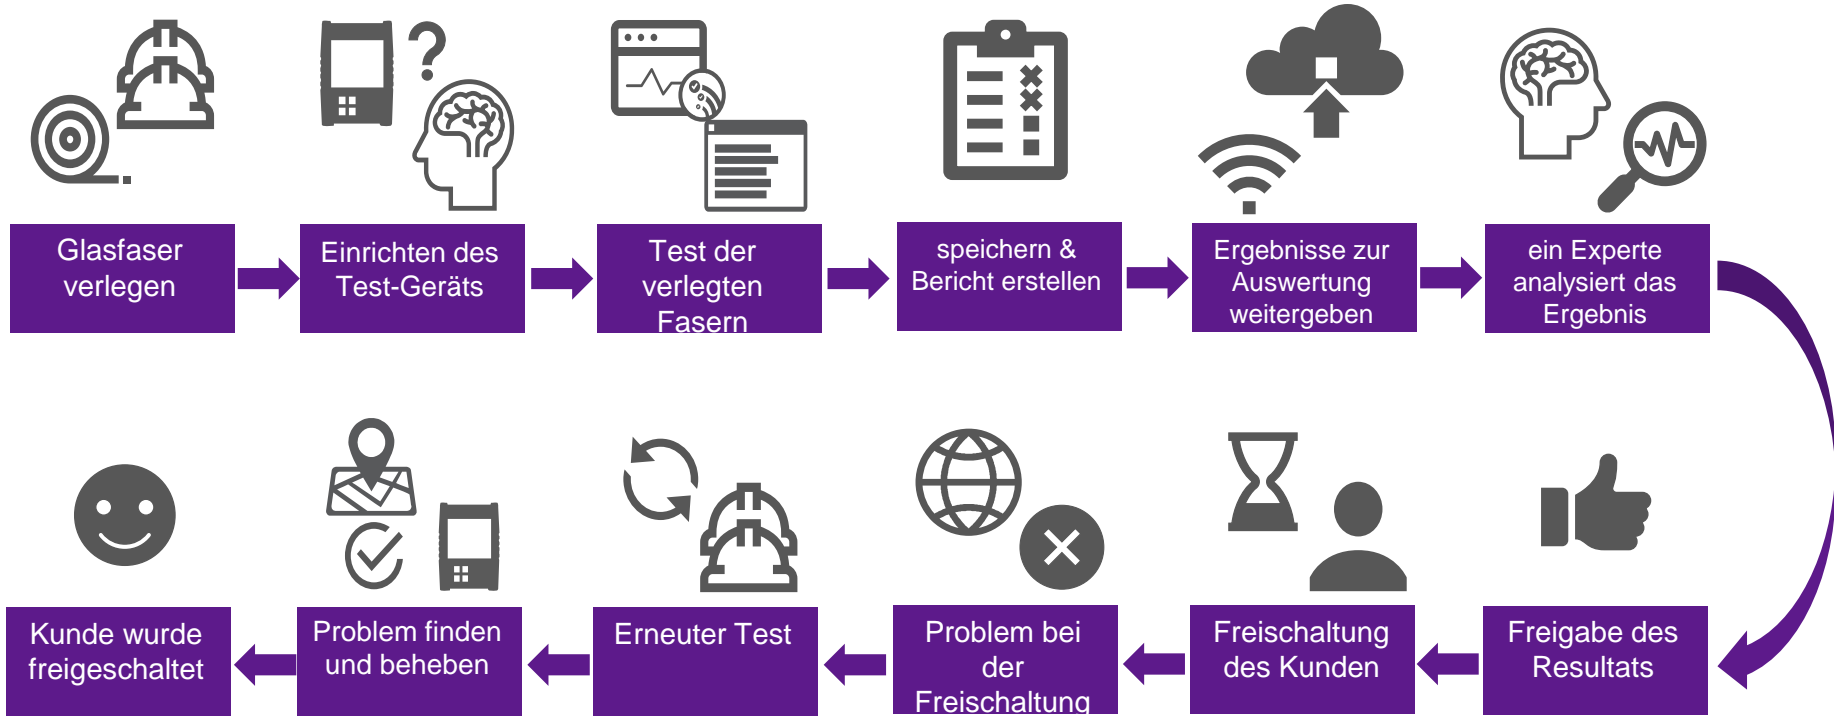 Glasfaser
verlegen
Einrichten des
Test-Geräts
Test der
verlegten
Fasern
speichern &
Bericht erstellen
Ergebnisse zur
Auswertung
weitergeben
ein Experte
analysiert das
Ergebnis
Kunde wurde
freigeschaltet
Problem finden
und beheben
Erneuter Test
Problem bei
der
Freischaltung
Freischaltung
des Kunden
Freigabe des
Resultats